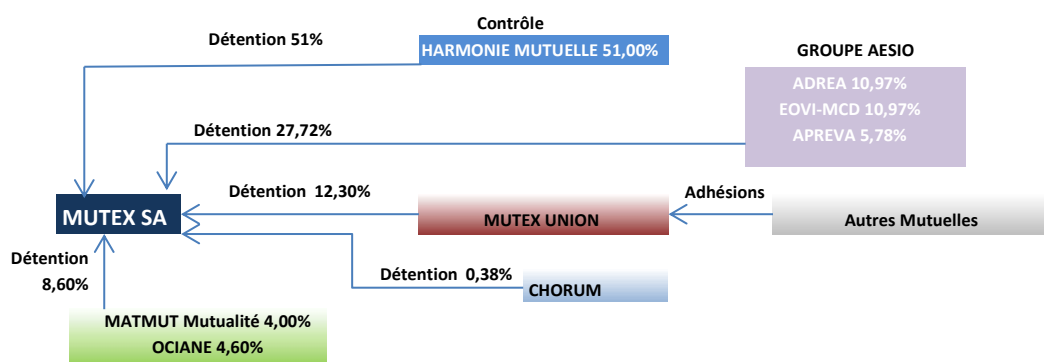 Contrôle
Détention 51%
HARMONIE MUTUELLE 51,00%
GROUPE AESIO
ADREA 10,97%
EOVI-MCD 10,97%
APREVA 5,78%
Détention 27,72%
Détention 12,30%
Adhésions
MUTEX SA
MUTEX UNION
Autres Mutuelles
Détention
8,60%
Détention 0,38%
CHORUM
MATMUT Mutualité 4,00%
OCIANE 4,60%